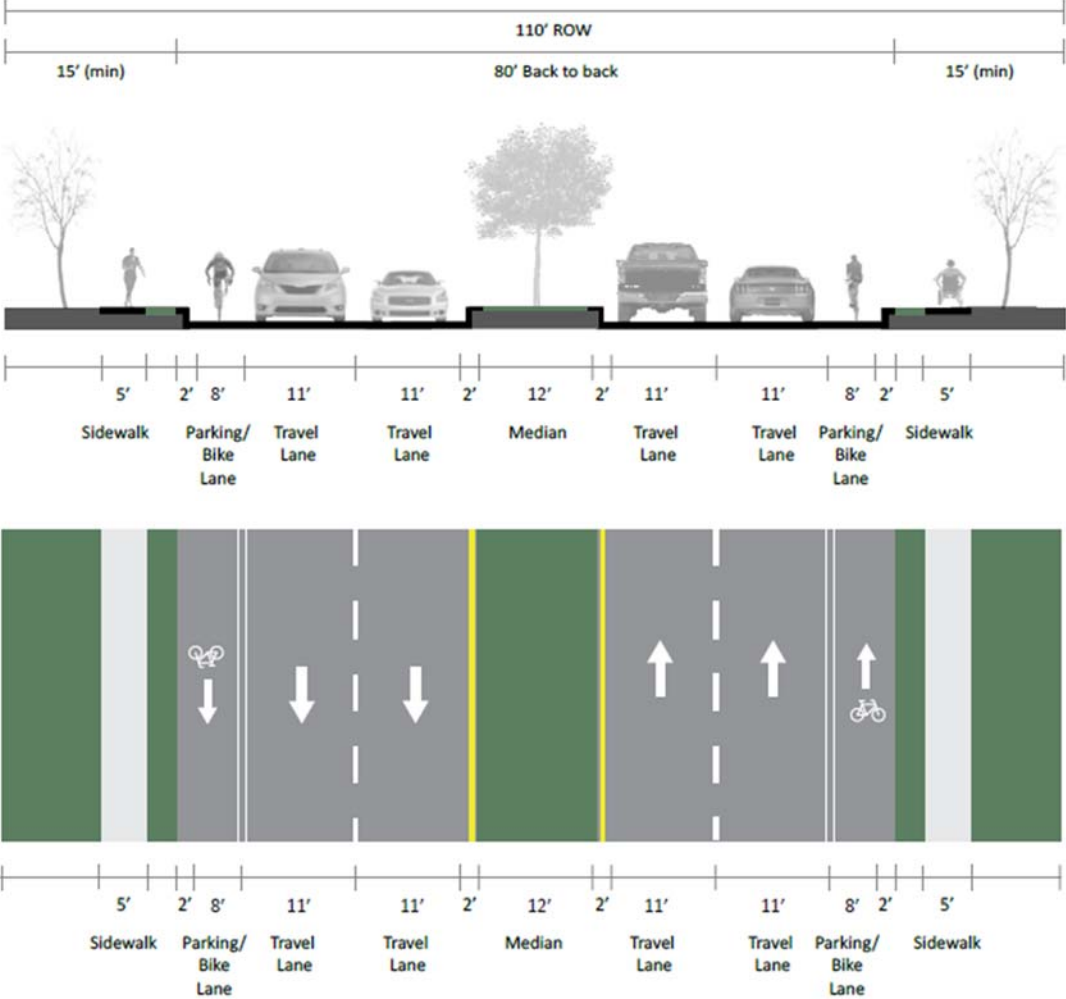 110’ ROW
15’ (min) 80’ Back to back 15’ (min)
5’ 2’ 8’ 11’ 11’ 2’ 12’ 2’ 11’ 11’ 8’ 2’ 5’
Sidewalk Parking/ Travel Travel Median Travel Travel Parking/ Sidewalk
Bike Lane Lane Lane Lane Bike
Lane Lane
5’ 2’ 8’ 11’ 11’ 2’ 12’ 2’ 11’ 11’ 8’ 2’ 5’
Sidewalk Parking/ Travel Travel Median Travel Travel Parking/ Sidewalk
Bike Lane Lane Lane Lane Bike
Lane Lane